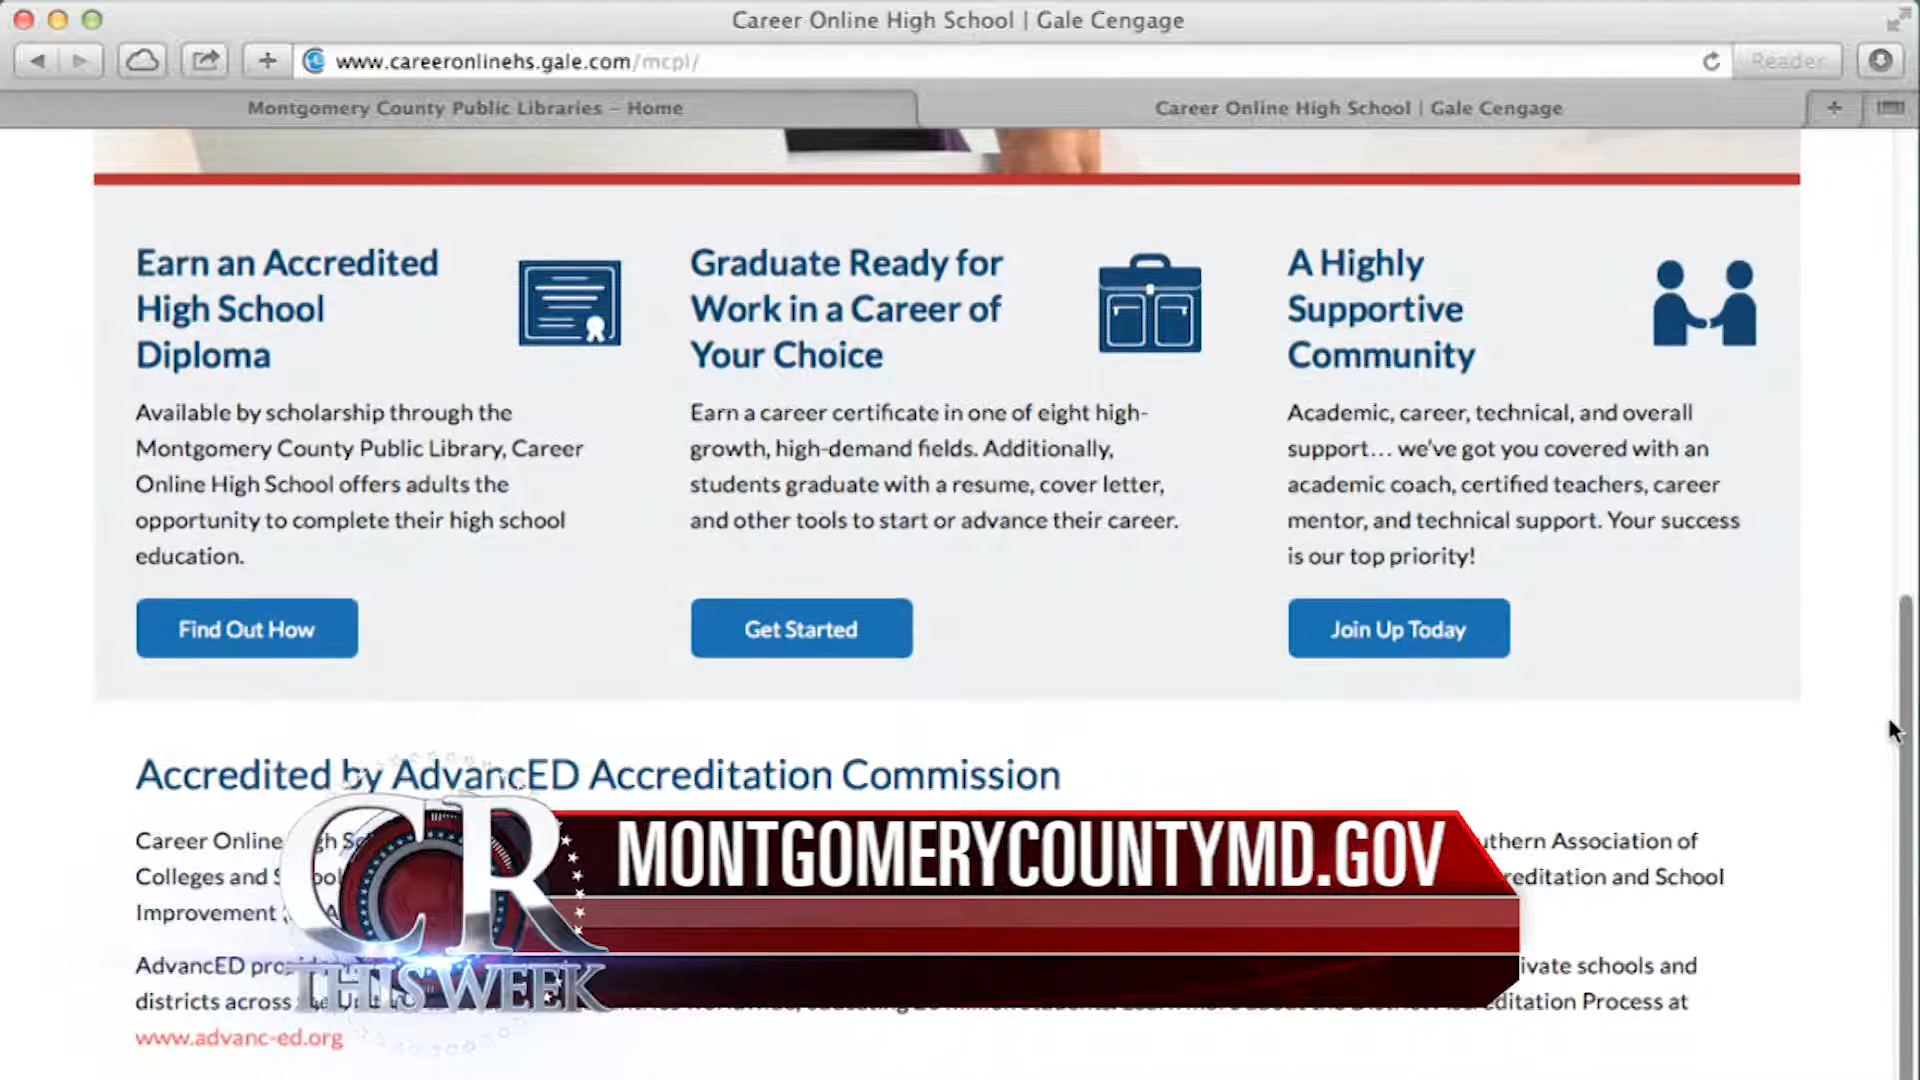 Career Online High School | Gale Cengage
www.careeronlinehs.gale.com/mcpl/
Reader
Montgomery County Public Libraries – Home
Career Online High School | Gale Cengage
Earn an Accredited
High School
Diploma
Available by scholarship through the
Montgomery County Public Library, Career
Online High School offers adults the
opportunity to complete their high school
education.
Find Out How
Graduate Ready for
Work in a Career of
Your Choice
Earn a career certificate in one of eight high-
growth, high-demand fields. Additionally,
students graduate with a resume, cover letter,
and other tools to start or advance their career.
Get Started
A Highly
Supportive
Community
Academic, career, technical, and overall
support… we've got you covered with an
academic coach, certified teachers, career
mentor, and technical support. Your success
is our top priority!
Join Up Today
Accredited by AdvancED Accreditation Commission
Career Online
Association of
Colleges and
and School
Improvement
AdvancED
schools and
districts across
Process at
www.advanc-ed.org
CR
THIS WEEK
MONTGOMERYCOUNTYMD.GOV